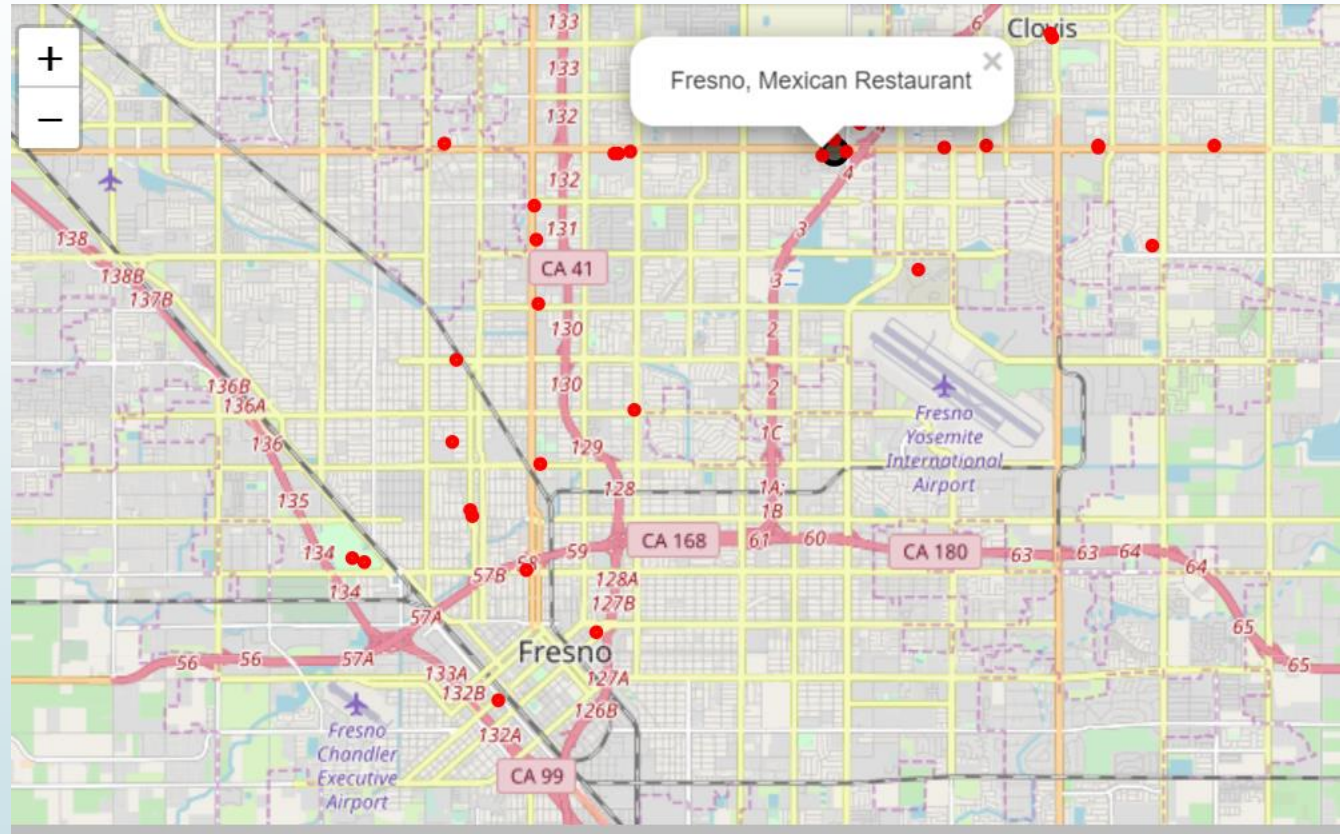 133
6
Clovis
+
133
Fresno, Mexican Restaurant
×
132
−
4
132
3
131
138
CA 41
138B
3
137B
130
2
136B
130
2
136A
Fresno
Yosemite
International
Airport
136
129
1C
135
128
1A;
1B
134
59
CA 168
61
60
CA 180
63
63
64
58
57B
64
134
128A
127B
57A
65
Fresno
56
56
57A
65
133A
127A
132B
126B
Fresno
Chandler
Executive
Airport
132A
CA 99